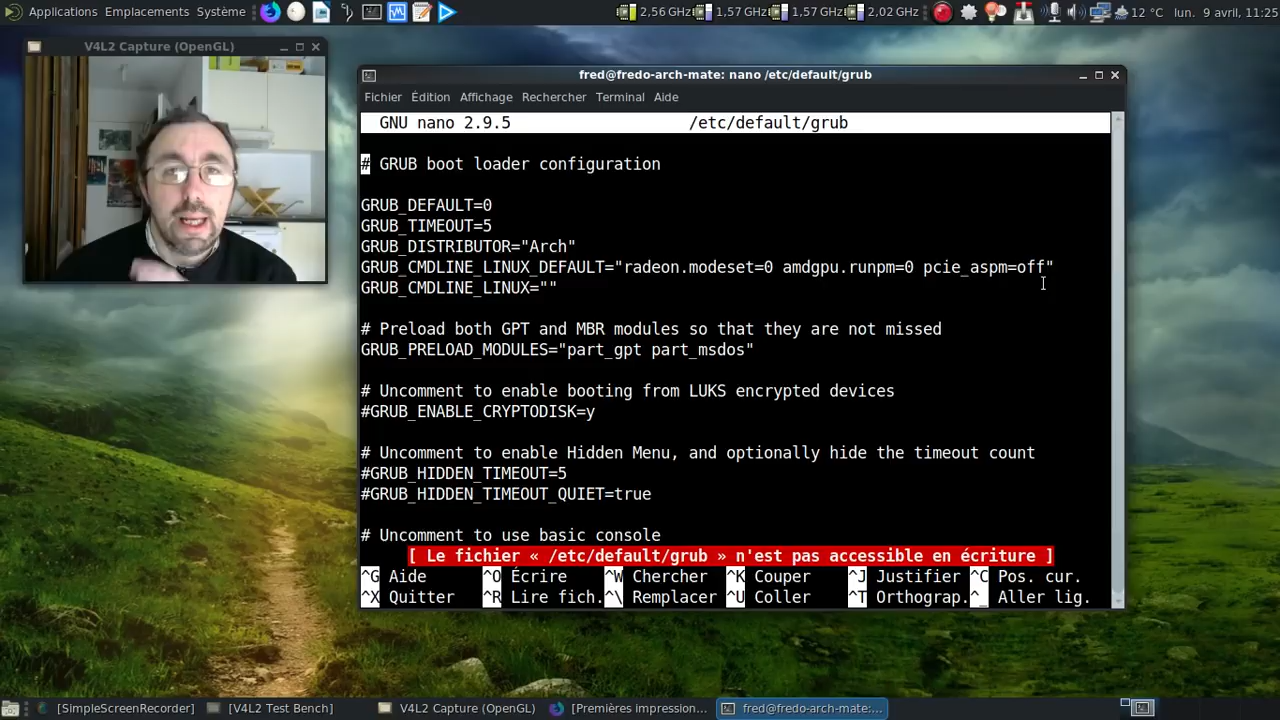 Applications Emplacements Système
2,56 GHz 1,57 GHz 1,57 GHz 2,02 GHz 12 °C lun. 9 avril, 11:25
V4L2 Capture (OpenGL)
fred@fredo-arch-mate: nano /etc/default/grub
Fichier Édition Affichage Rechercher Terminal Aide
GNU nano 2.9.5 /etc/default/grub
# GRUB boot loader configuration
GRUB_DEFAULT=0
GRUB_TIMEOUT=5
GRUB_DISTRIBUTOR="Arch"
GRUB_CMDLINE_LINUX_DEFAULT="radeon.modeset=0 amdgpu.runpm=0 pcie_aspm=off"
GRUB_CMDLINE_LINUX=""
# Preload both GPT and MBR modules so that they are not missed
GRUB_PRELOAD_MODULES="part_gpt part_msdos"
# Uncomment to enable booting from LUKS encrypted devices
#GRUB_ENABLE_CRYPTODISK=y
# Uncomment to enable Hidden Menu, and optionally hide the timeout count
#GRUB_HIDDEN_TIMEOUT=5
#GRUB_HIDDEN_TIMEOUT_QUIET=true
# Uncomment to use basic console
[ Le fichier « /etc/default/grub » n'est pas accessible en écriture ]
^G Aide ^O Écrire ^W Chercher ^K Couper ^J Justifier ^C Pos. cur.
^X Quitter ^R Lire fich. ^\ Remplacer ^U Coller ^T Orthograp. ^_ Aller lig.
[SimpleScreenRecorder] [V4L2 Test Bench] V4L2 Capture (OpenGL) [Premières impression... fred@fredo-arch-mate:...